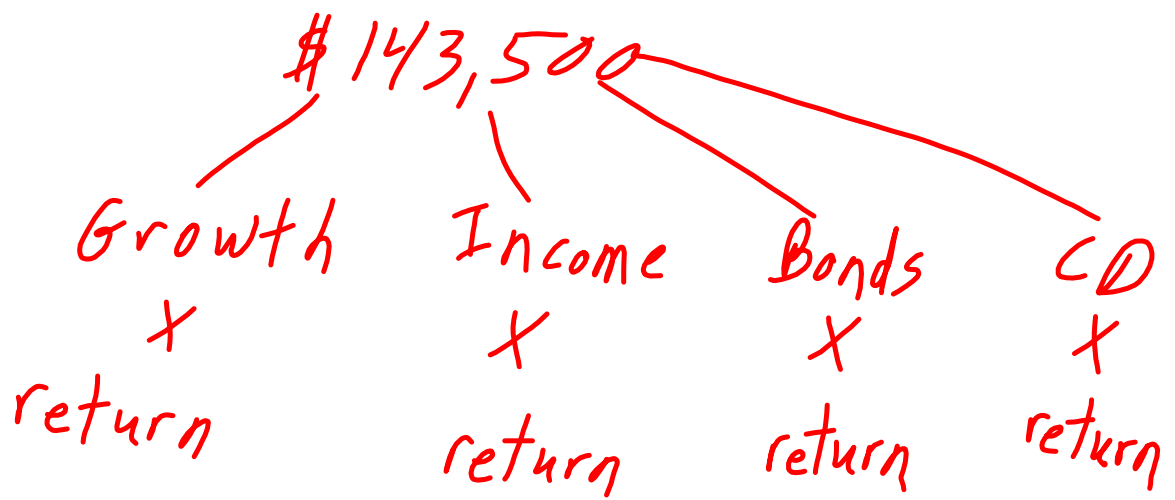 $ 143,500
Growth Income Bonds CD
x x x x
return return return return